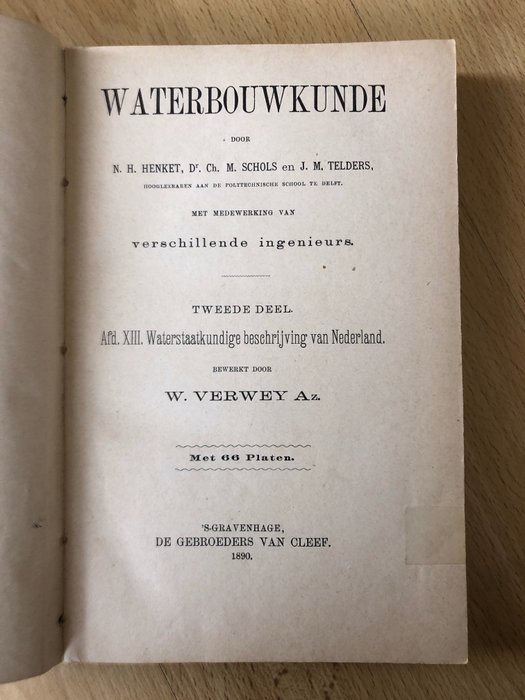 WATERBOUWKUNDE
DOOR
N. H. HENKET, Dr. Ch. M. SCHOLS en J. M. TELDERS,
HOOGLEERAREN AAN DE POLYTECHNISCHE SCHOOL TE DELFT.
MET MEDEWERKING VAN
verschillende ingenieurs.
TWEEDE DEEL.
Afd. XIII. Waterstaatkundige beschrijving van Nederland.
BEWERKT DOOR
W. VERWEY Az.
Met 66 Platen.
'S-GRAVENHAGE,
DE GEBROEDERS VAN CLEEF.
1890.